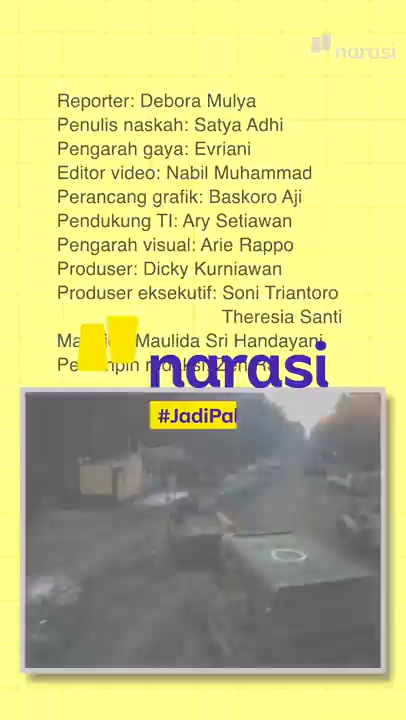 narasi
Reporter: Debora Mulya
Penulis naskah: Satya Adhi
Pengarah gaya: Evriani
Editor video: Nabil Muhammad
Perancang grafik: Baskoro Aji
Pendukung TI: Ary Setiawan
Pengarah visual: Arie Rappo
Produser: Dicky Kurniawan
Produser eksekutif: Soni Triantoro
Theresia Santi
Maulida Sri Handayani
narasi
#JadiPal